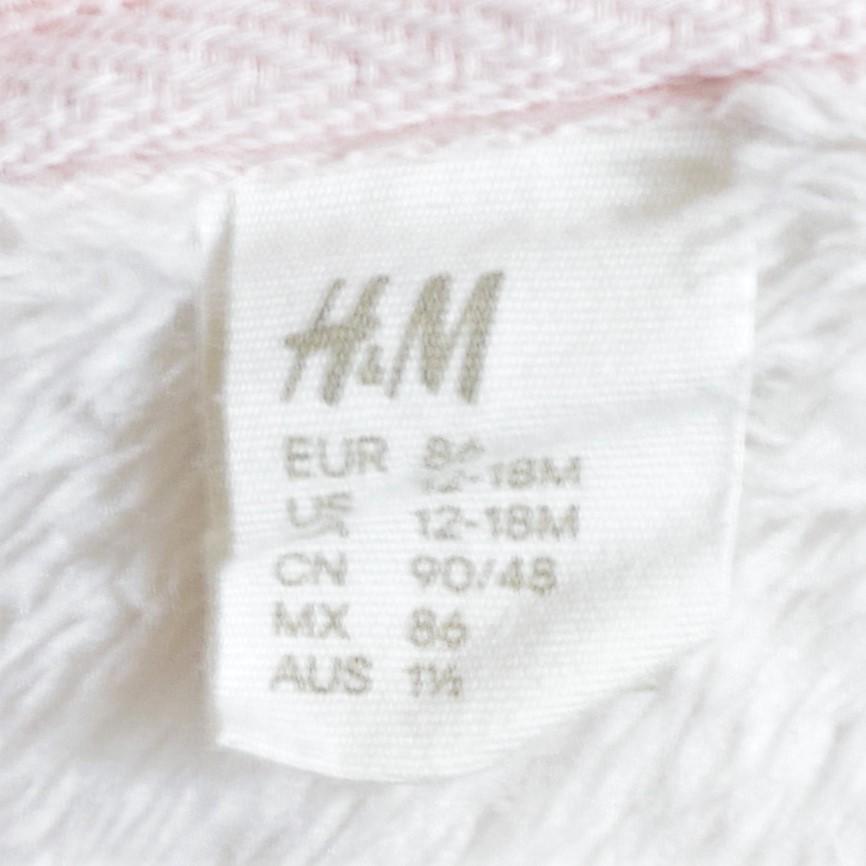 H&M
EUR 86
US 12-18M
12-18M
CN 90/48
MX 86
AUS 1½